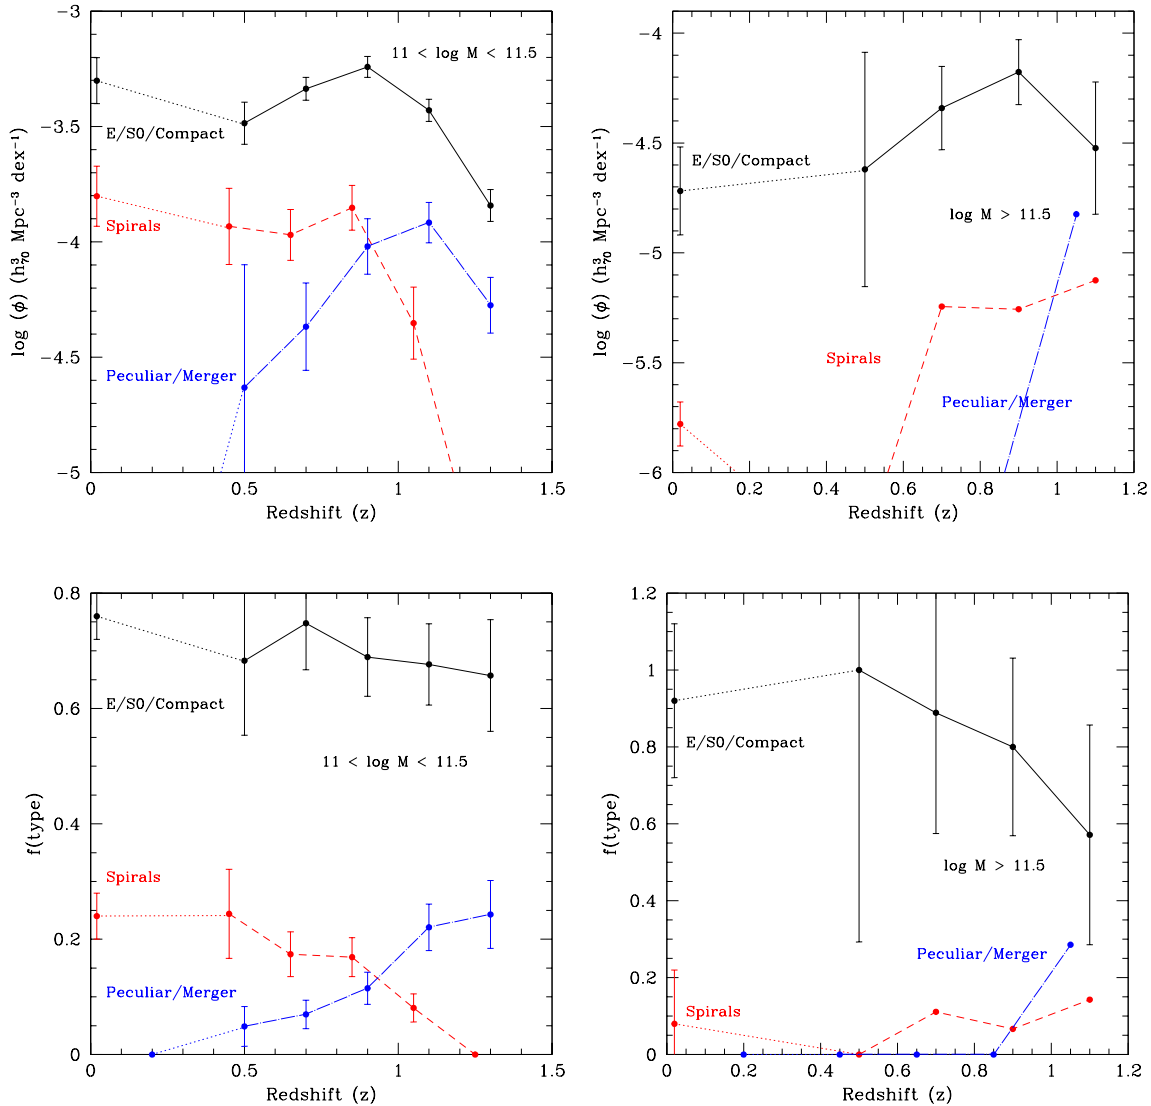 −3
−3.5
−4
−4.5
−5
log (ϕ) (h³₇₀ Mpc⁻³ dex⁻¹)
11 < log M < 11.5
E/S0/Compact
Spirals
Peculiar/Merger
0 0.5 1 1.5
Redshift (z)
−4
−4.5
−5
−5.5
−6
log (ϕ) (h³₇₀ Mpc⁻³ dex⁻¹)
E/S0/Compact
log M > 11.5
Spirals
Peculiar/Merger
0 0.2 0.4 0.6 0.8 1 1.2
Redshift (z)
0.8
0.6
0.4
0.2
0
f(type)
E/S0/Compact
11 < log M < 11.5
Spirals
Peculiar/Merger
0 0.5 1 1.5
Redshift (z)
1.2
1
0.8
0.6
0.4
0.2
0
f(type)
E/S0/Compact
log M > 11.5
Peculiar/Merger
Spirals
0 0.2 0.4 0.6 0.8 1 1.2
Redshift (z)